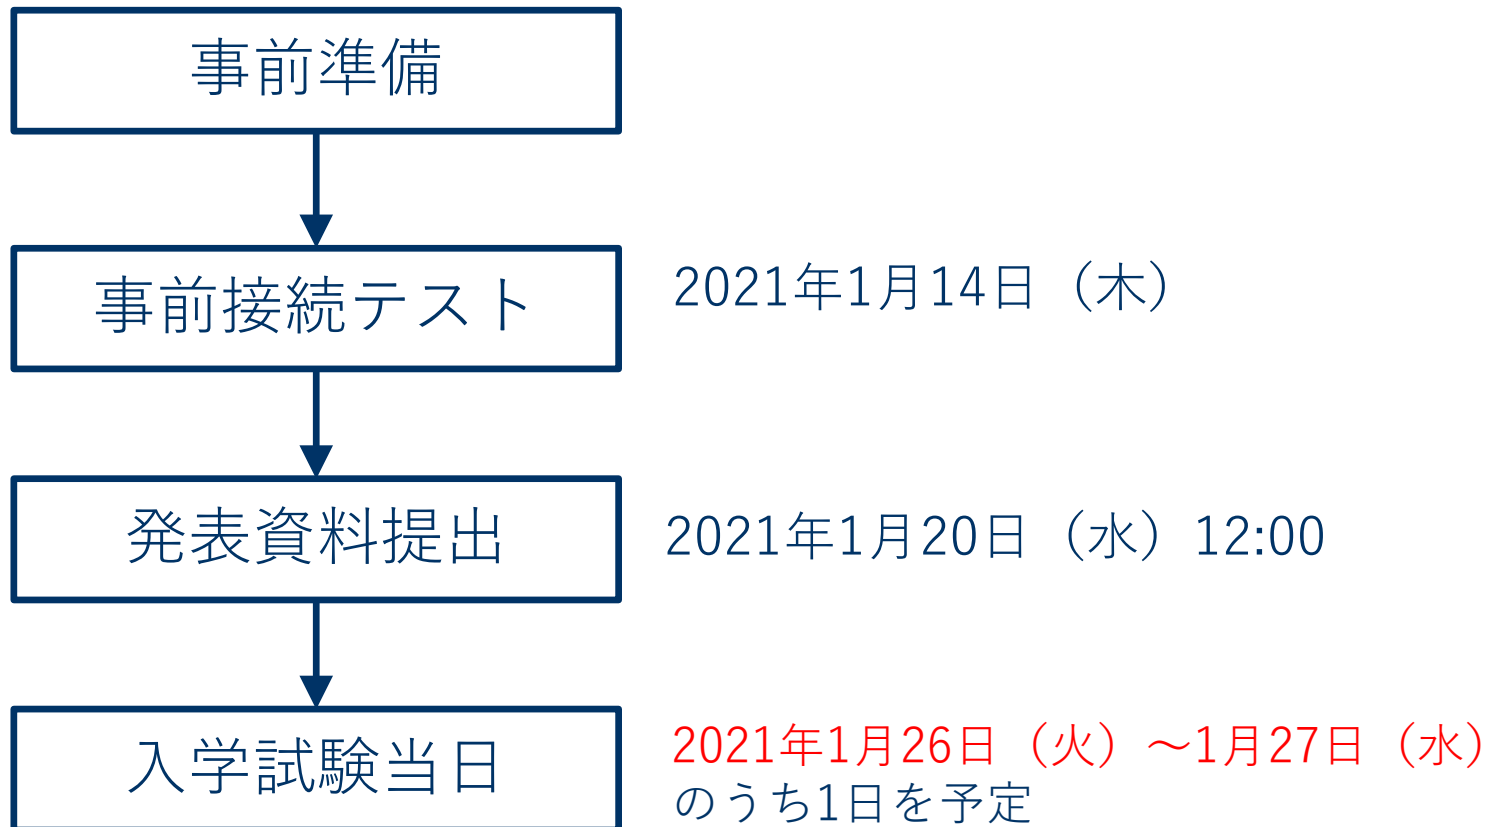 事前準備
事前接続テスト
2021年1月14日（木）
発表資料提出
2021年1月20日（水）12:00
入学試験当日
2021年1月26日（火）～1月27日（水）
のうち1日を予定